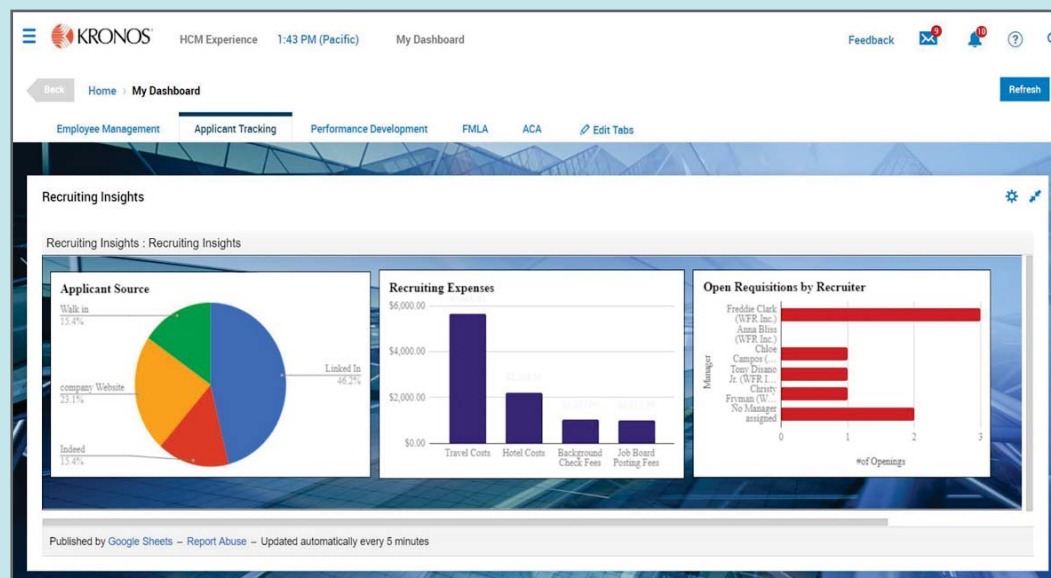 KRONOS HCM Experience 1:43 PM (Pacific) My Dashboard Feedback 9 10 ?
Back Home > My Dashboard Refresh
Employee Management Applicant Tracking Performance Development FMLA ACA Edit Tabs
Recruiting Insights
Recruiting Insights : Recruiting Insights
Applicant Source
Walk in
15.4%
company Website
23.1%
Indeed
15.4%
Linked In
46.2%
Recruiting Expenses
$6,000.00
$4,000.00
$2,000.00
$0.00
Travel Costs
Hotel Costs
Background
Check Fees
Job Board
Posting Fees
Open Requisitions by Recruiter
Manager
Freddie Clark
(WFR Inc.)
Anna Bliss
(WFR Inc.)
Chloe
Campos (...
Tony Disano
Jr. (WFR I...
Christy
Fryman (W...
No Manager
assigned
0 1 2 3
#of Openings
Published by Google Sheets – Report Abuse – Updated automatically every 5 minutes